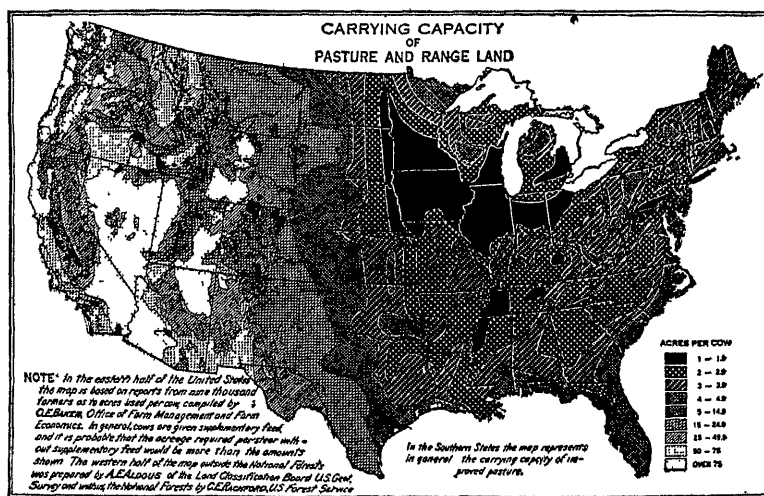 CARRYING CAPACITY
OF
PASTURE AND RANGE LAND
NOTE: In the eastern half of the United States
the map is based on reports from nine thousand
farmers as to acres used per cow, compiled by
O.E. BAKER, Office of Farm Management and Farm
Economics. In general, cows are given supplementary feed,
and it is probable that the acreage required per steer with-
out supplementary feed would be more than the amounts
shown The western half of the map outside the National Forests
was prepared by A.E. ALDOUS of the Land Classification Board U.S. Geol.
Survey and within the National Forests by C.E. RACHFORD, U.S. Forest Service
In the Southern States the map represents
in general the carrying capacity of im-
proved pasture.
ACRES PER COW
1 - 1.9
2 - 2.9
3 - 3.9
4 - 4.9
5 - 14.9
15 - 24.9
25 - 49.9
50 - 75
OVER 75